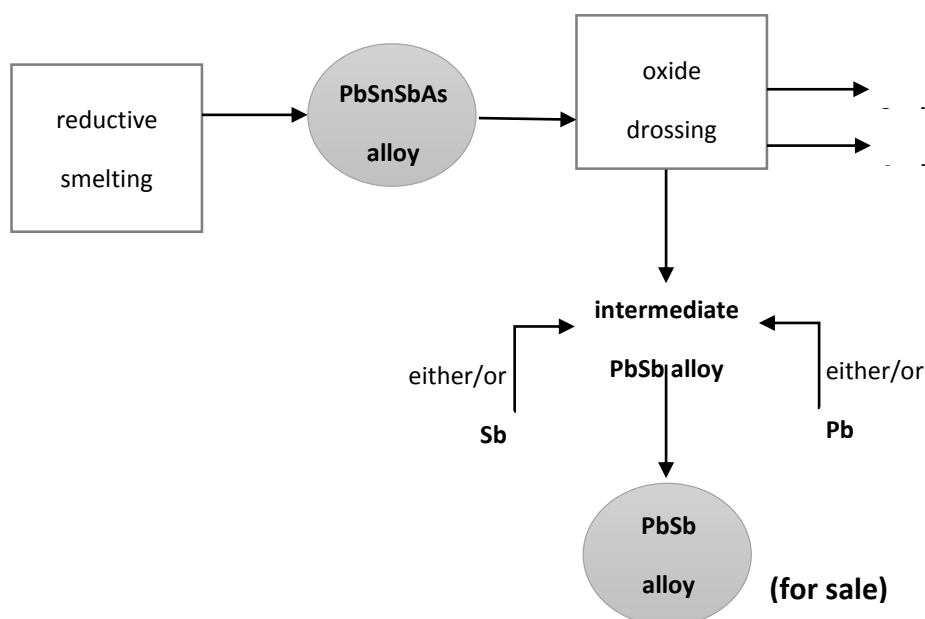 reductive
smelting
PbSnSbAs
alloy
oxide
drossing
intermediate
PbSb alloy
either/or
Sb
either/or
Pb
PbSb
alloy
(for sale)